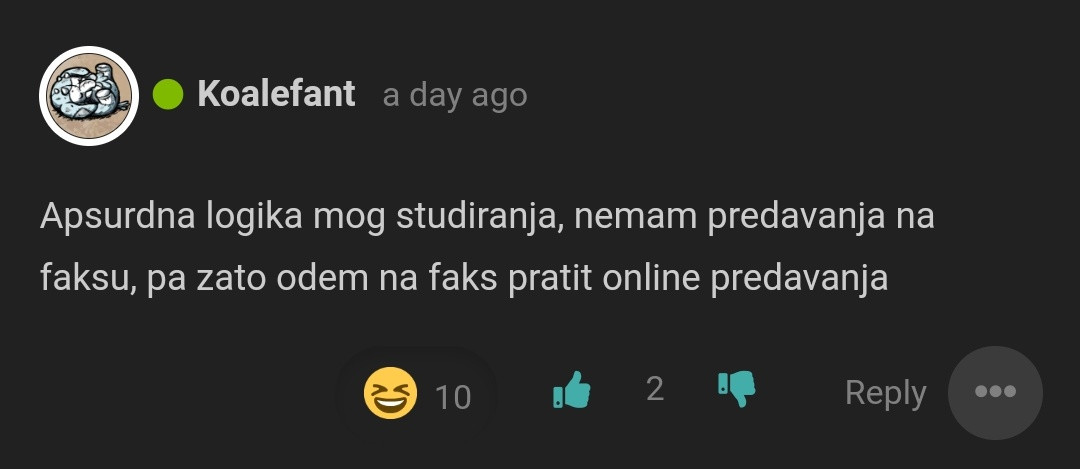 Koalefant a day ago
Apsurdna logika mog studiranja, nemam predavanja na
faksu, pa zato odem na faks pratit online predavanja
10 2 Reply